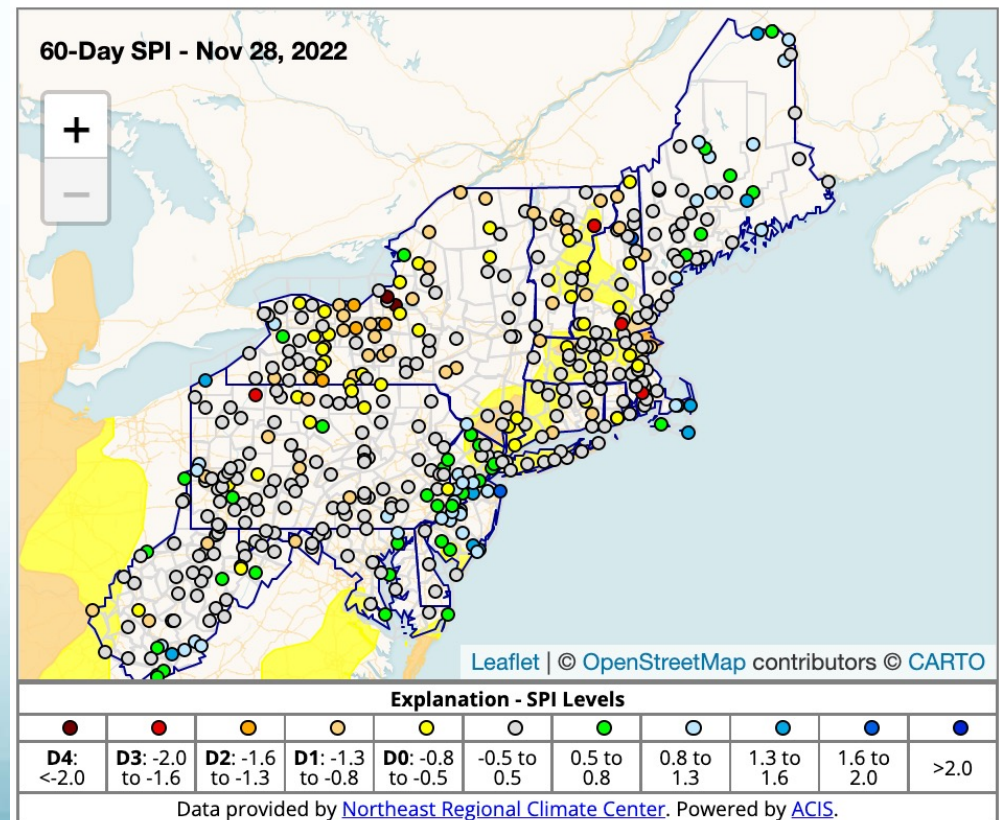 60-Day SPI - Nov 28, 2022
+
−
Leaflet | © OpenStreetMap contributors © CARTO
Explanation - SPI Levels
D4: <-2.0
D3: -2.0 to -1.6
D2: -1.6 to -1.3
D1: -1.3 to -0.8
D0: -0.8 to -0.5
-0.5 to 0.5
0.5 to 0.8
0.8 to 1.3
1.3 to 1.6
1.6 to 2.0
>2.0
Data provided by Northeast Regional Climate Center. Powered by ACIS.